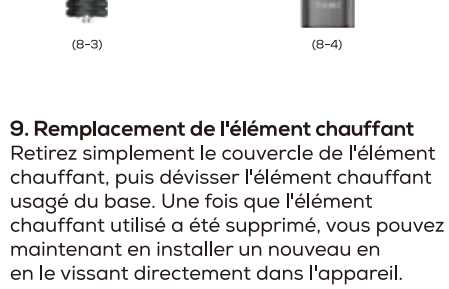 (8-3) (8-4)
9. Remplacement de l'élément chauffant
Retirez simplement le couvercle de l'élément
chauffant, puis dévisser l'élément chauffant
usagé du base. Une fois que l'élément
chauffant utilisé a été supprimé, vous pouvez
maintenant en installer un nouveau en
en le vissant directement dans l'appareil.